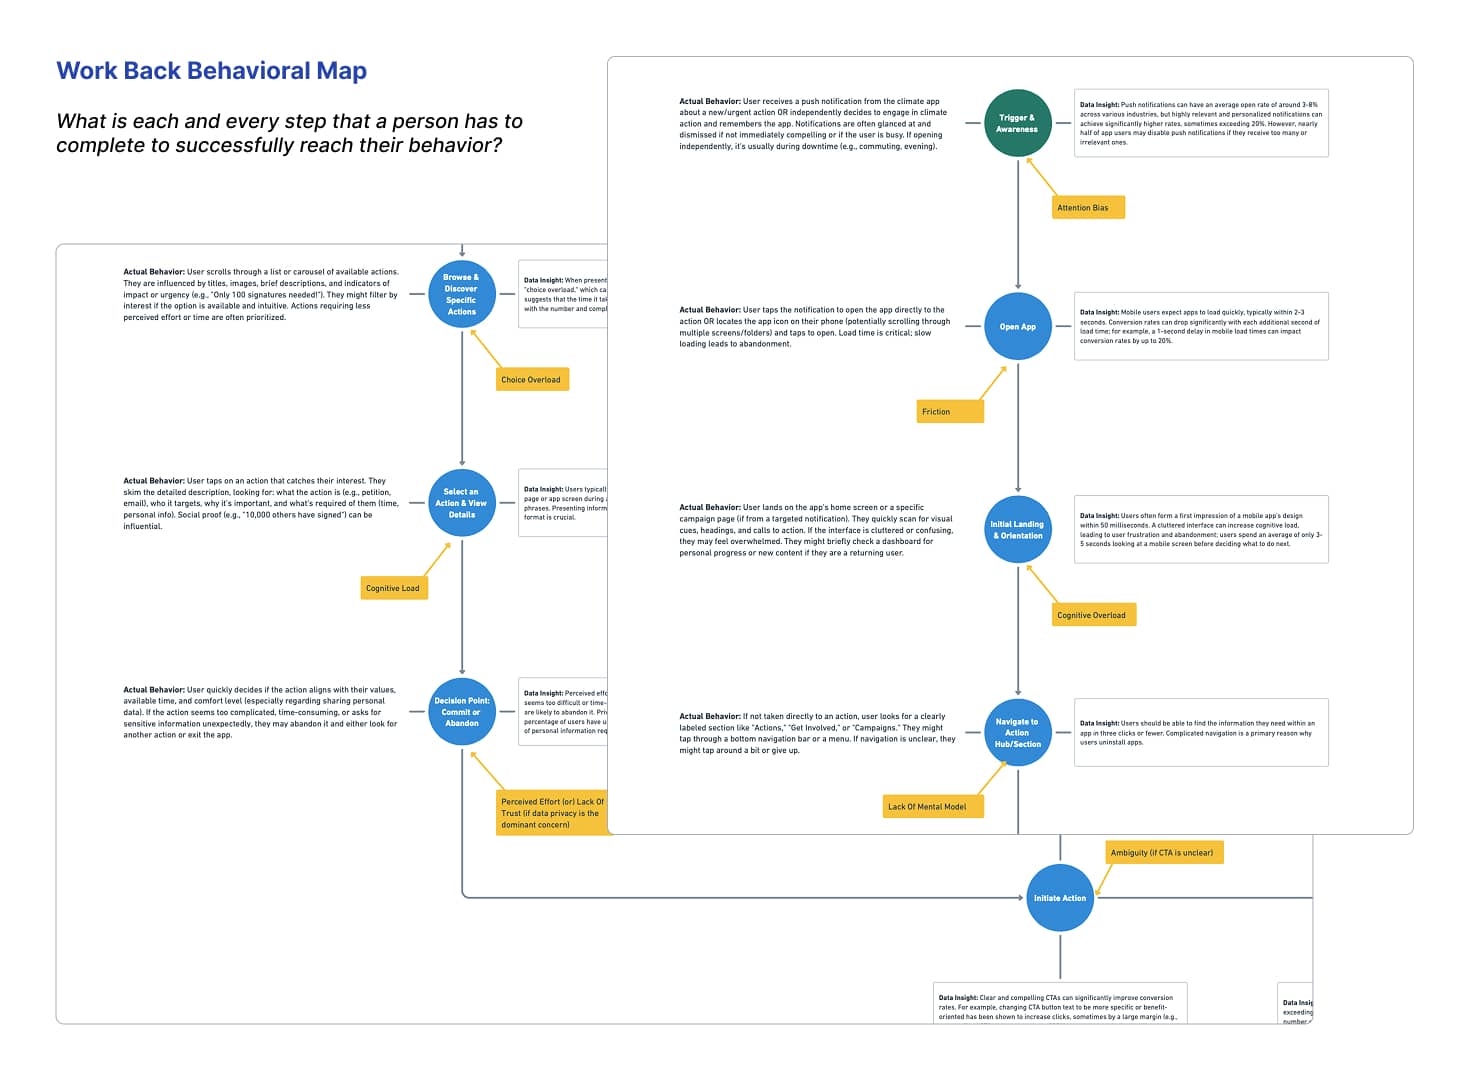 Work Back Behavioral Map
What is each and every step that a person has to
complete to successfully reach their behavior?
Actual Behavior: User receives a push notification from the climate app
about a new/urgent action OR independently decides to engage in climate
action and remembers the app. Notifications are often glanced at and
dismissed if not immediately compelling or if the user is busy. If opening
independently, it's usually during downtime (e.g., commuting, evening).
Trigger &
Awareness
Data Insight: Push notifications can have an average open rate of around 3-8%
across various industries, but highly relevant and personalized notifications can
achieve significantly higher rates, sometimes exceeding 20%. However, nearly
half of app users may disable push notifications if they receive too many or
irrelevant ones.
Attention Bias
Actual Behavior: User taps the notification to open the app directly to the
action OR locates the app icon on their phone (potentially scrolling through
multiple screens/folders) and taps to open. Load time is critical; slow
loading leads to abandonment.
Open App
Data Insight: Mobile users expect apps to load quickly, typically within 2-3
seconds. Conversion rates can drop significantly with each additional second of
load time; for example, a 1-second delay in mobile load times can impact
conversion rates by up to 20%.
Friction
Actual Behavior: User lands on the app's home screen or a specific
campaign page (if from a targeted notification). They quickly scan for visual
cues, headings, and calls to action. If the interface is cluttered or confusing,
they may feel overwhelmed. They might briefly check a dashboard for
personal progress or new content if they are a returning user.
Initial Landing
& Orientation
Data Insight: Users often form a first impression of a mobile app's design
within 50 milliseconds. A cluttered interface can increase cognitive load,
leading to user frustration and abandonment; users spend an average of only 3-
5 seconds looking at a mobile screen before deciding what to do next.
Cognitive Overload
Actual Behavior: If not taken directly to an action, user looks for a clearly
labeled section like "Actions," "Get Involved," or "Campaigns." They might
tap through a bottom navigation bar or a menu. If navigation is unclear, they
might tap around a bit or give up.
Navigate to
Action
Hub/Section
Data Insight: Users should be able to find the information they need within an
app in three clicks or fewer. Complicated navigation is a primary reason why
users uninstall apps.
Lack Of Mental Model
Actual Behavior: User scrolls through a list or carousel of available actions.
They are influenced by titles, images, brief descriptions, and indicators of
impact or urgency (e.g., "Only 100 signatures needed!"). They might filter by
interest if the option is available and intuitive. Actions requiring less
perceived effort or time are often prioritized.
Browse &
Discover
Specific
Actions
Data Insight: When present
"choice overload," which ca
suggests that the time it ta
with the number and compl
Choice Overload
Actual Behavior: User taps on an action that catches their interest. They
skim the detailed description, looking for: what the action is (e.g., petition,
email), who it targets, why it's important, and what's required of them (time,
personal info). Social proof (e.g., "10,000 others have signed") can be
influential.
Select an
Action & View
Details
Data Insight: Users typicall
page or app screen during
phrases. Presenting inform
format is crucial.
Cognitive Load
Actual Behavior: User quickly decides if the action aligns with their values,
available time, and comfort level (especially regarding sharing personal
data). If the action seems too complicated, time-consuming, or asks for
sensitive information unexpectedly, they may abandon it and either look for
another action or exit the app.
Decision Point:
Commit or
Abandon
Data Insight: Perceived effo
seems too difficult or time-
are likely to abandon it. Pri
percentage of users have u
of personal information req
Perceived Effort (or) Lack Of
Trust (if data privacy is the
dominant concern)
Ambiguity (if CTA is unclear)
Initiate Action
Data Insight: Clear and compelling CTAs can significantly improve conversion
rates. For example, changing CTA button text to be more specific or benefit-
oriented has been shown to increase clicks, sometimes by a large margin (e.g.,
Data Insig
exceeding
number